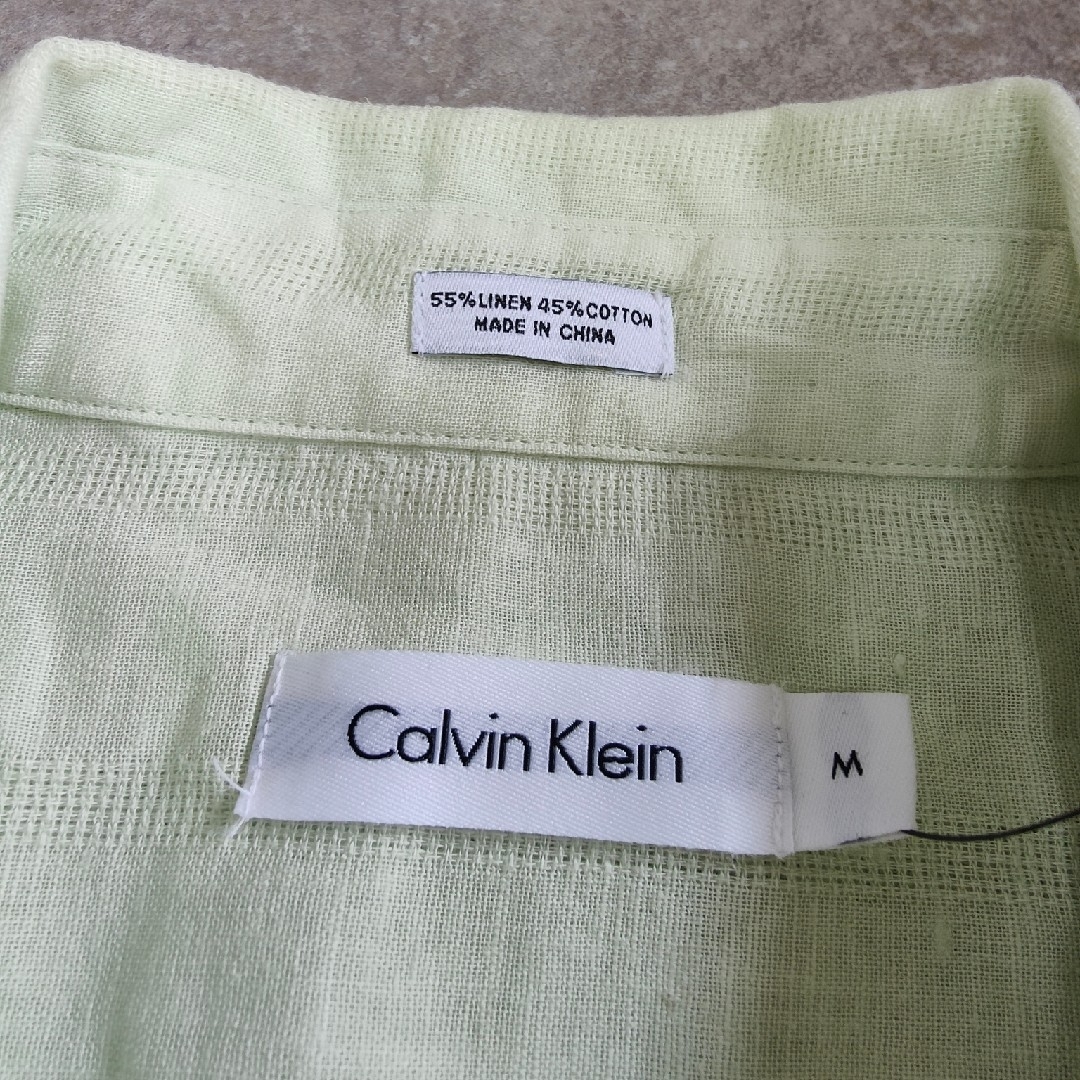 55%LINEN 45%COTTON
MADE IN CHINA
Calvin Klein
M